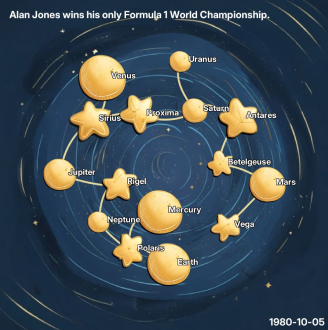 Alan Jones wins his only Formula 1 World Championship.
Uranus
Venus
Saturn
Proxima
Sirius
Antares
Betelgeuse
Jupiter
Rigel
Mars
Mercury
Neptune
Vega
Polaris
Earth
1980-10-05